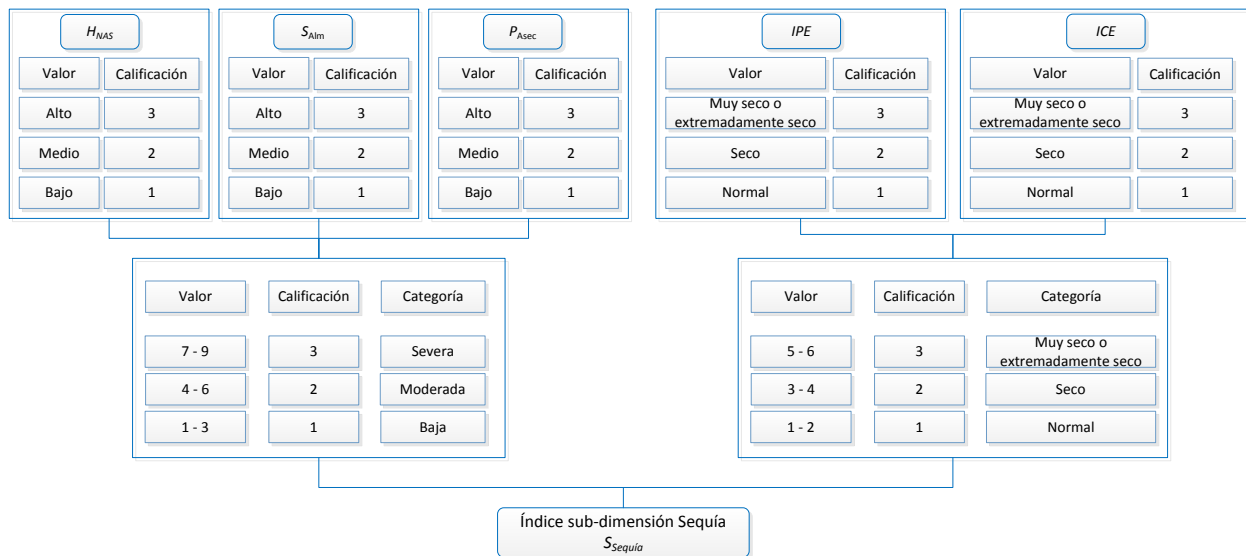 H_NAS
Valor Calificación
Alto 3
Medio 2
Bajo 1
S_Alm
Valor Calificación
Alto 3
Medio 2
Bajo 1
P_Asec
Valor Calificación
Alto 3
Medio 2
Bajo 1
IPE
Valor Calificación
Muy seco o
extremadamente seco 3
Seco 2
Normal 1
ICE
Valor Calificación
Muy seco o
extremadamente seco 3
Seco 2
Normal 1
Valor Calificación Categoría
7 - 9 3 Severa
4 - 6 2 Moderada
1 - 3 1 Baja
Valor Calificación Categoría
5 - 6 3 Muy seco o
extremadamente seco
3 - 4 2 Seco
1 - 2 1 Normal
Índice sub-dimensión Sequía
S_Sequía